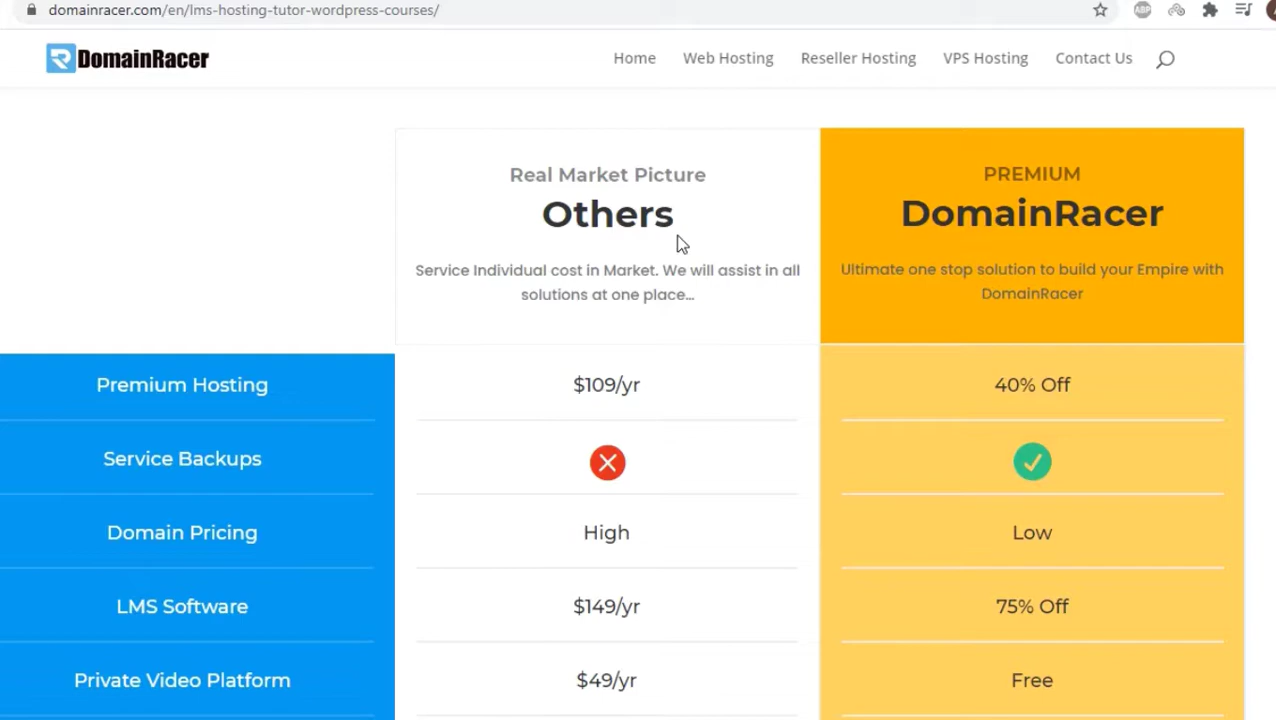 domainracer.com/en/lms-hosting-tutor-wordpress-courses/
ABP
DomainRacer
Home Web Hosting Reseller Hosting VPS Hosting Contact Us
Real Market Picture
Others
Service Individual cost in Market. We will assist in all
solutions at one place...
PREMIUM
DomainRacer
Ultimate one stop solution to build your Empire with
DomainRacer
Premium Hosting $109/yr 40% Off
Service Backups
Domain Pricing High Low
LMS Software $149/yr 75% Off
Private Video Platform $49/yr Free